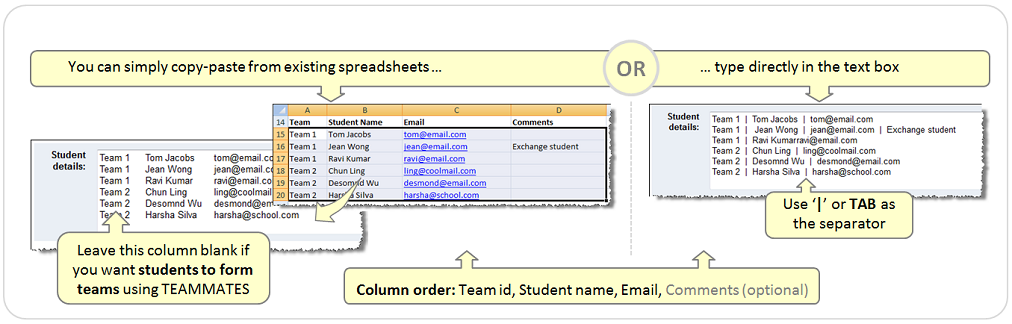 You can simply copy-paste from existing spreadsheets ...
OR
... type directly in the text box
Student details:
Team 1 Tom Jacobs tom@email.co
Team 1 Jean Wong jean@email.c
Team 1 Ravi Kumar ravi@email.co
Team 2 Chun Ling ling@coolmail
Team 2 Desomnd Wu desmond@em
Team 2 Harsha Silva harsha@school.com
A B C D
14 Team Student Name Email Comments
15 Team 1 Tom Jacobs tom@email.com
16 Team 1 Jean Wong jean@email.com Exchange student
17 Team 1 Ravi Kumar ravi@email.com
18 Team 2 Chun Ling ling@coolmail.com
19 Team 2 Desomnd Wu desmond@email.com
20 Team 2 Harsha Silva harsha@school.com
Student details:
Team 1 | Tom Jacobs | tom@email.com
Team 1 | Jean Wong | jean@email.com | Exchange student
Team 1 | Ravi Kumarravi@email.com
Team 2 | Chun Ling | ling@coolmail.com
Team 2 | Desomnd Wu | desmond@email.com
Team 2 | Harsha Silva | harsha@school.com
Use ‘|’ or TAB as
the separator
Leave this column blank if
you want students to form
teams using TEAMMATES
Column order: Team id, Student name, Email, Comments (optional)